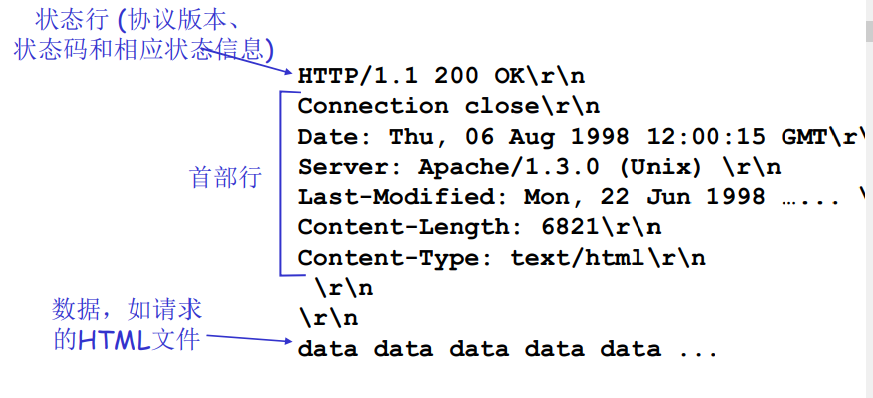 状态行 (协议版本、
状态码和相应状态信息)
HTTP/1.1 200 OK\r\n
Connection close\r\n
Date: Thu, 06 Aug 1998 12:00:15 GMT\r\
Server: Apache/1.3.0 (Unix) \r\n
首部行
Last-Modified: Mon, 22 Jun 1998 …... \
Content-Length: 6821\r\n
Content-Type: text/html\r\n
\r\n
\r\n
数据，如请求
的HTML文件
data data data data data ...